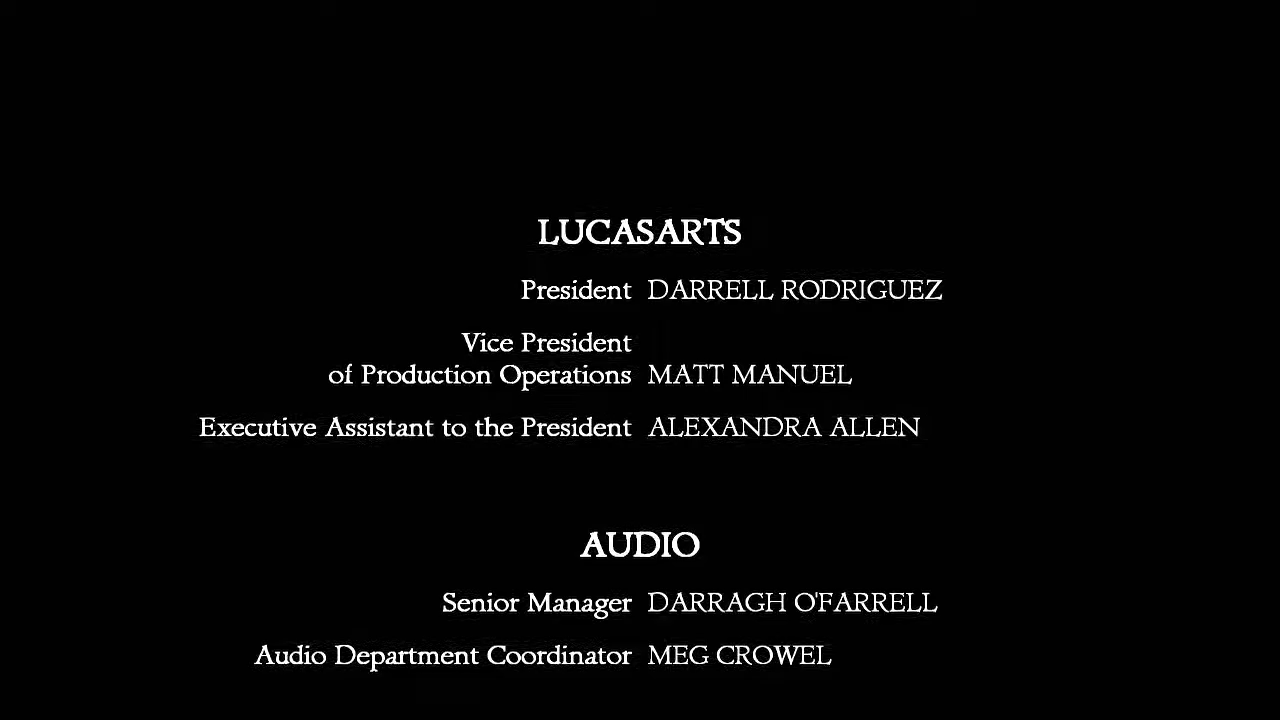 LUCASARTS
President DARRELL RODRIGUEZ
Vice President
of Production Operations MATT MANUEL
Executive Assistant to the President ALEXANDRA ALLEN
AUDIO
Senior Manager DARRAGH O'FARRELL
Audio Department Coordinator MEG CROWEL